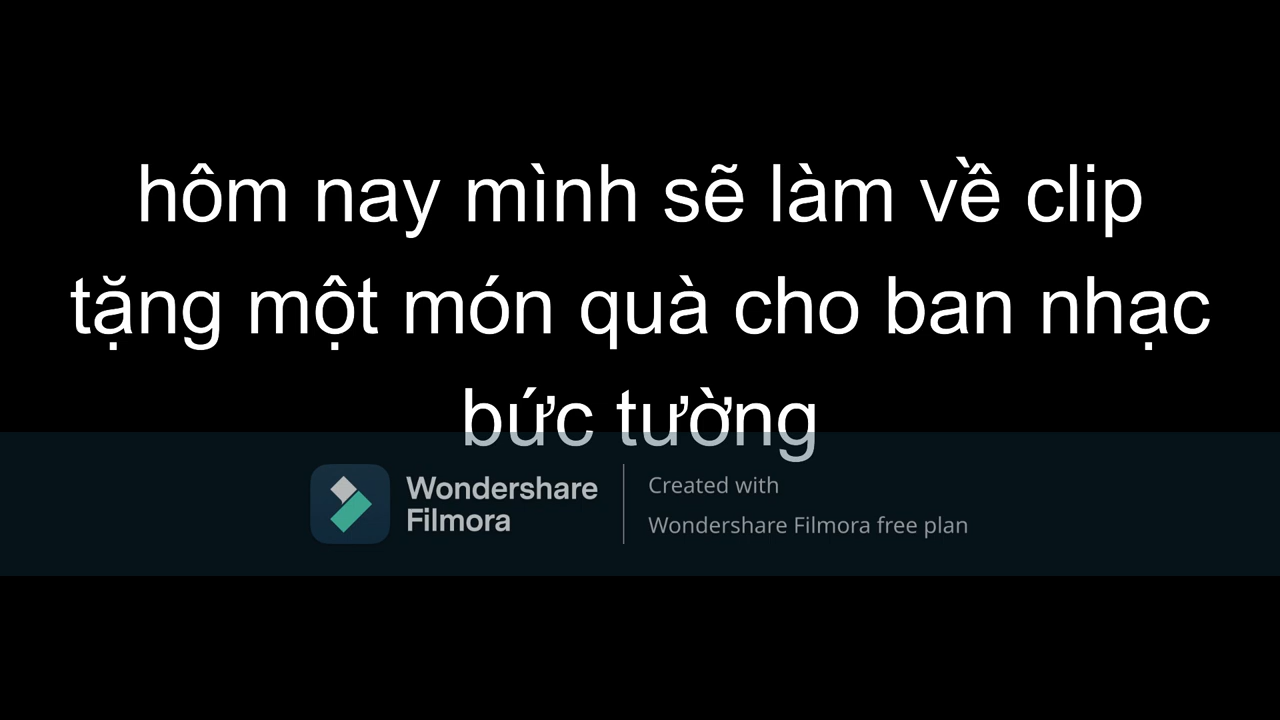 hôm nay mình sẽ làm về clip
tặng một món quà cho ban nhạc
bức tường
Wondershare
Filmora
Created with
Wondershare Filmora free plan